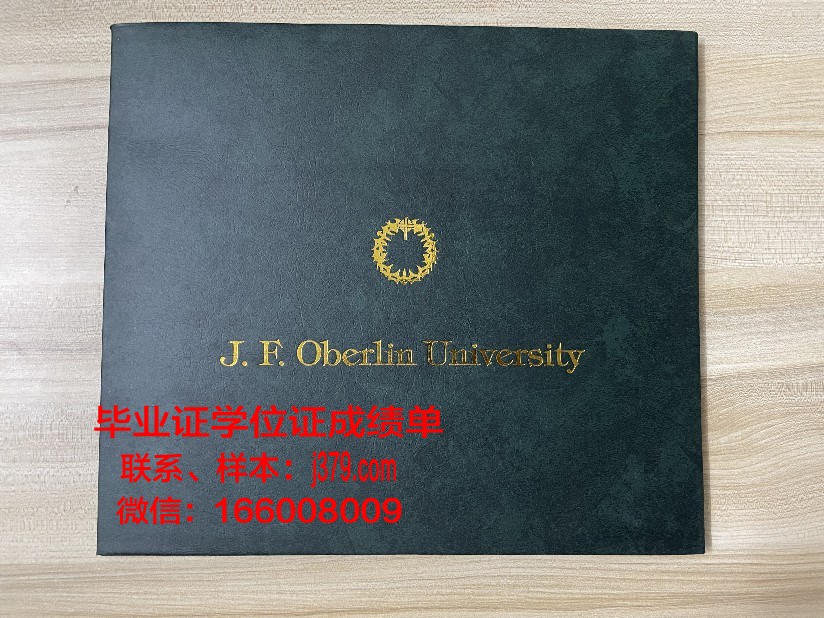 J. F. Oberlin University
毕业证学位证成绩单
联系、样本：j379.com
微信：166008009